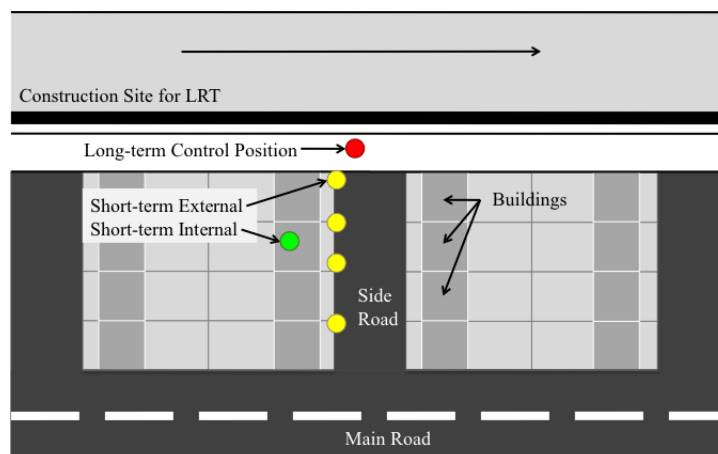 Construction Site for LRT
Long-term Control Position
Short-term External
Short-term Internal
Buildings
Side
Road
Main Road